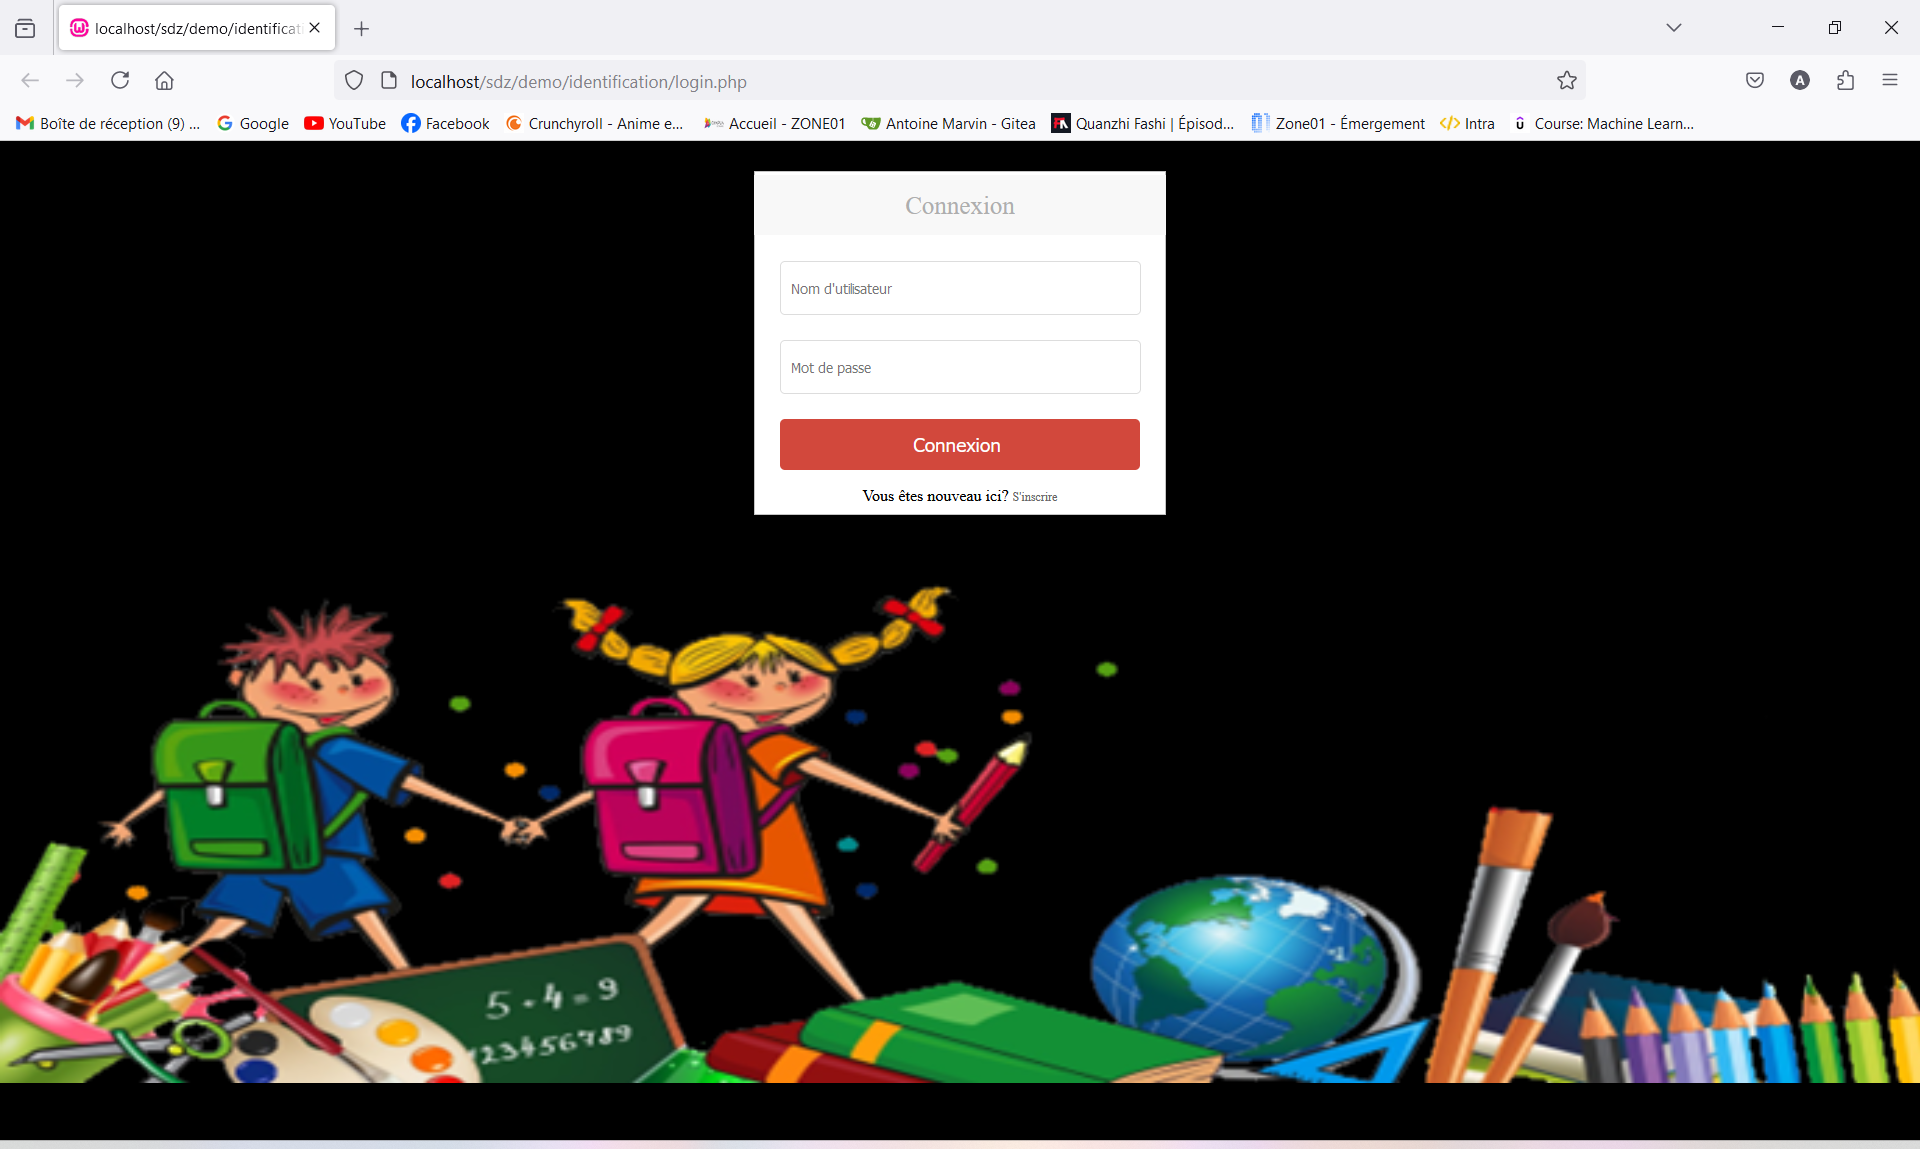 localhost/sdz/demo/identificati
localhost/sdz/demo/identification/login.php
A
Boîte de réception (9) ...
Google
YouTube
Facebook
Crunchyroll - Anime e...
Accueil - ZONE01
Antoine Marvin - Gitea
Quanzhi Fashi | Épisod...
Zone01 - Émergement
Intra
Course: Machine Learn...
Connexion
Nom d'utilisateur
Mot de passe
Connexion
Vous êtes nouveau ici? S'inscrire
5 + 4 = 9
123456789